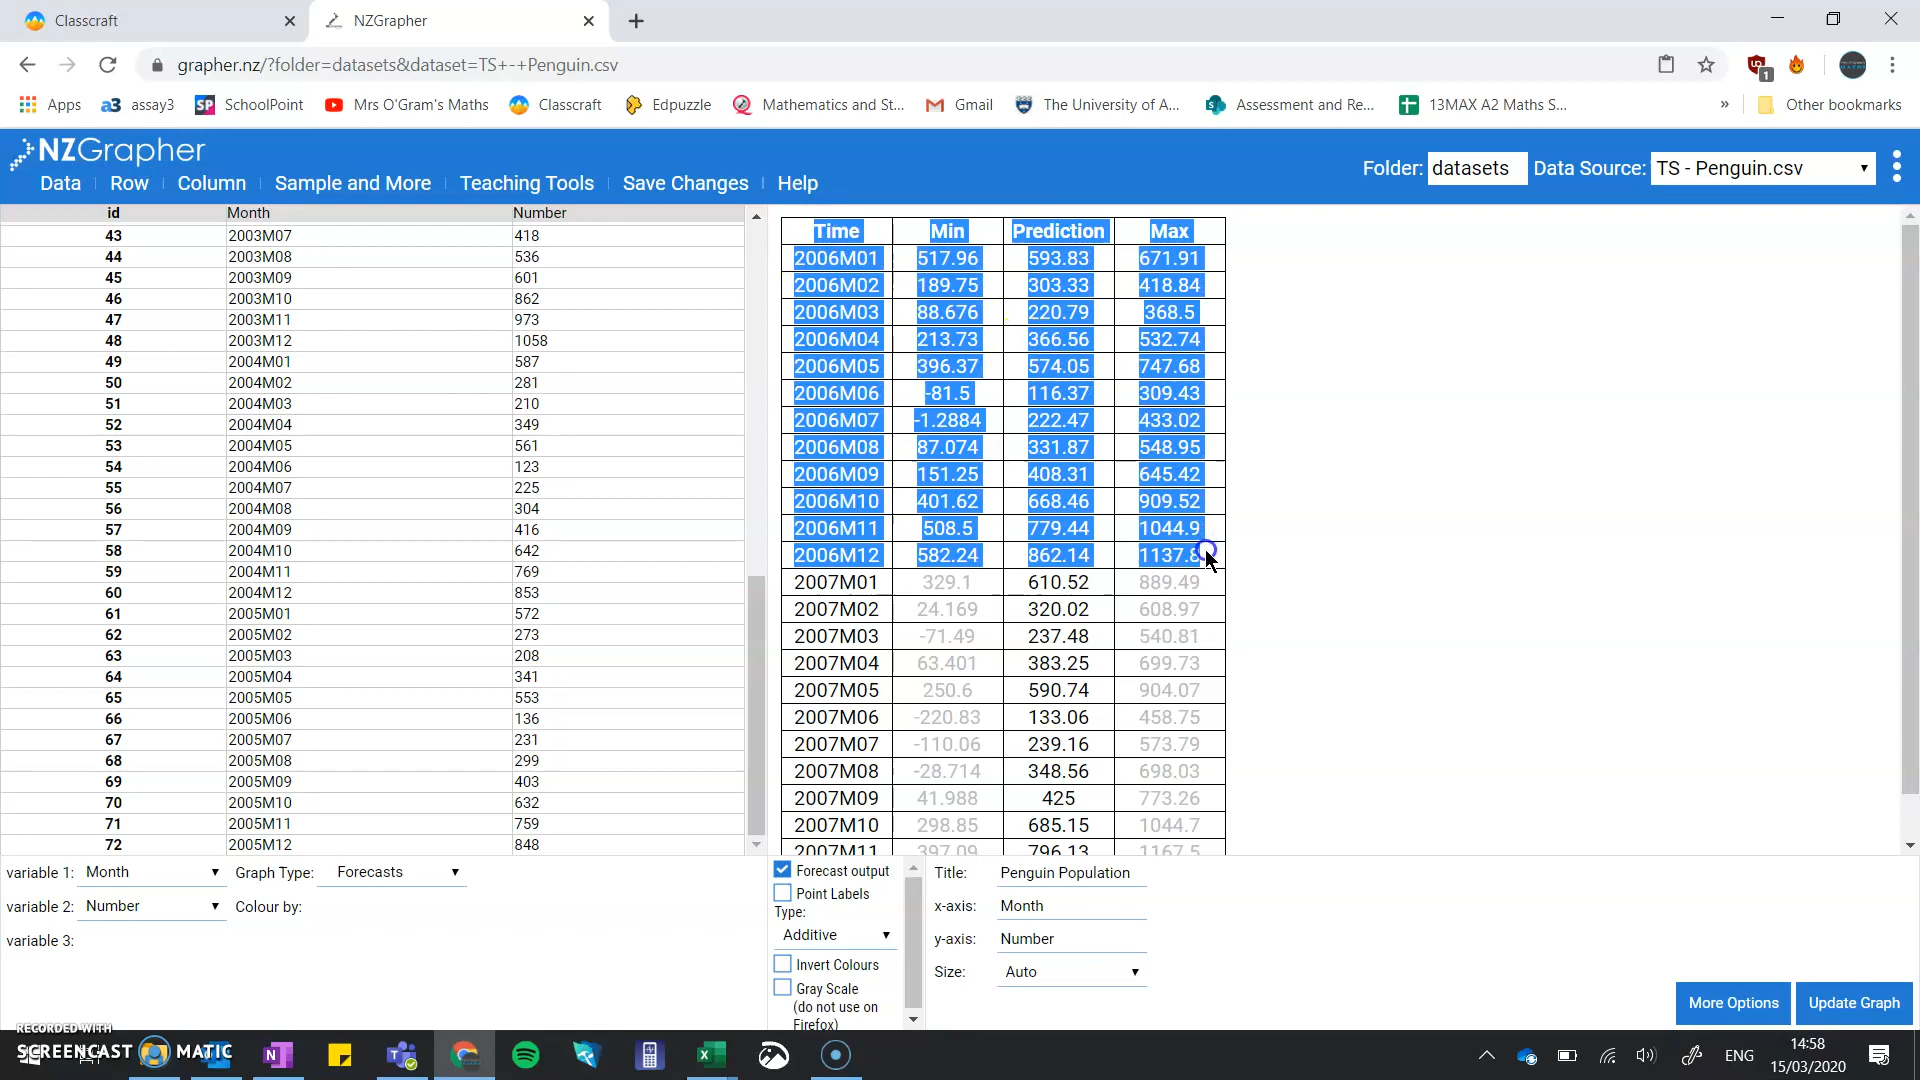 Classcraft
NZGrapher
grapher.nz/?folder=datasets&dataset=TS+-+Penguin.csv
1
Apps
a3 assay3
SP SchoolPoint
Mrs O'Gram's Maths
Classcraft
Edpuzzle
Mathematics and St...
Gmail
The University of A...
Assessment and Re...
13MAX A2 Maths S...
»
Other bookmarks
NZGrapher
Data
Row
Column
Sample and More
Teaching Tools
Save Changes
Help
Folder: datasets Data Source: TS - Penguin.csv
id Month Number
43 2003M07 418
44 2003M08 536
45 2003M09 601
46 2003M10 862
47 2003M11 973
48 2003M12 1058
49 2004M01 587
50 2004M02 281
51 2004M03 210
52 2004M04 349
53 2004M05 561
54 2004M06 123
55 2004M07 225
56 2004M08 304
57 2004M09 416
58 2004M10 642
59 2004M11 769
60 2004M12 853
61 2005M01 572
62 2005M02 273
63 2005M03 208
64 2005M04 341
65 2005M05 553
66 2005M06 136
67 2005M07 231
68 2005M08 299
69 2005M09 403
70 2005M10 632
71 2005M11 759
72 2005M12 848
Time Min Prediction Max
2006M01 517.96 593.83 671.91
2006M02 189.75 303.33 418.84
2006M03 88.676 220.79 368.5
2006M04 213.73 366.56 532.74
2006M05 396.37 574.05 747.68
2006M06 -81.5 116.37 309.43
2006M07 -1.2884 222.47 433.02
2006M08 87.074 331.87 548.95
2006M09 151.25 408.31 645.42
2006M10 401.62 668.46 909.52
2006M11 508.5 779.44 1044.9
2006M12 582.24 862.14 1137.8
2007M01 329.1 610.52 889.49
2007M02 24.169 320.02 608.97
2007M03 -71.49 237.48 540.81
2007M04 63.401 383.25 699.73
2007M05 250.6 590.74 904.07
2007M06 -220.83 133.06 458.75
2007M07 -110.06 239.16 573.79
2007M08 -28.714 348.56 698.03
2007M09 41.988 425 773.26
2007M10 298.85 685.15 1044.7
2007M11 397.09 796.13 1167.5
variable 1: Month Graph Type: Forecasts
variable 2: Number Colour by:
variable 3:
Forecast output
Point Labels
Type:
Additive
Invert Colours
Gray Scale
(do not use on
Firefox)
Title: Penguin Population
x-axis: Month
y-axis: Number
Size: Auto
More Options
Update Graph
RECORDED WITH
SCREENCAST MATIC
ENG
14:58
15/03/2020